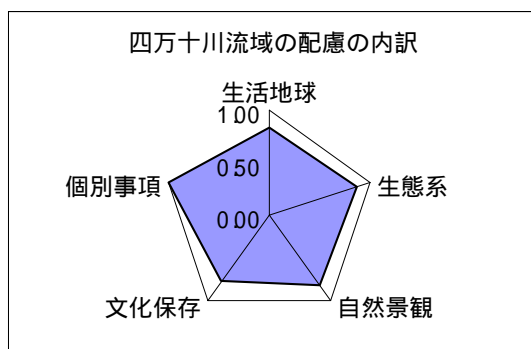 四万十川流域の配慮の内訳
生活地球
1.00
0.50
0.00
個別事項
生態系
文化保存
自然景観